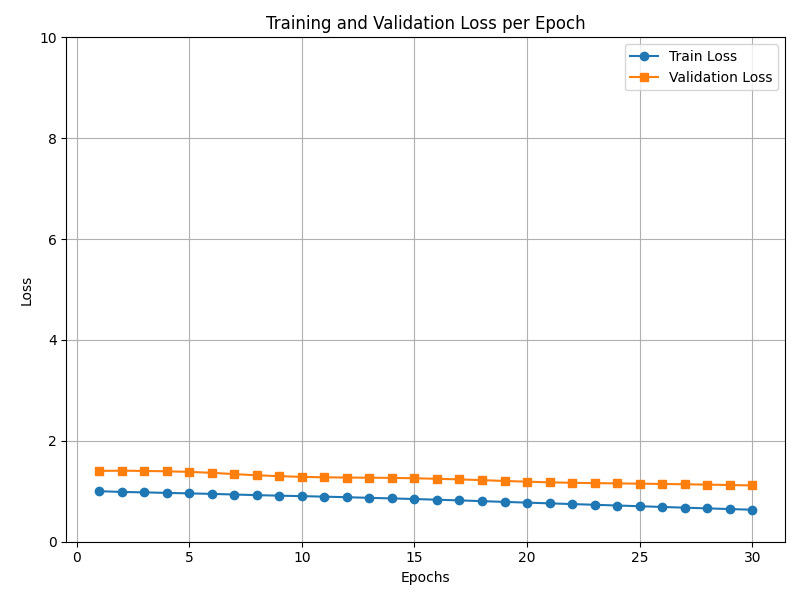 Training and Validation Loss per Epoch
Train Loss
Validation Loss
10
8
6
4
2
0
Loss
0 5 10 15 20 25 30
Epochs